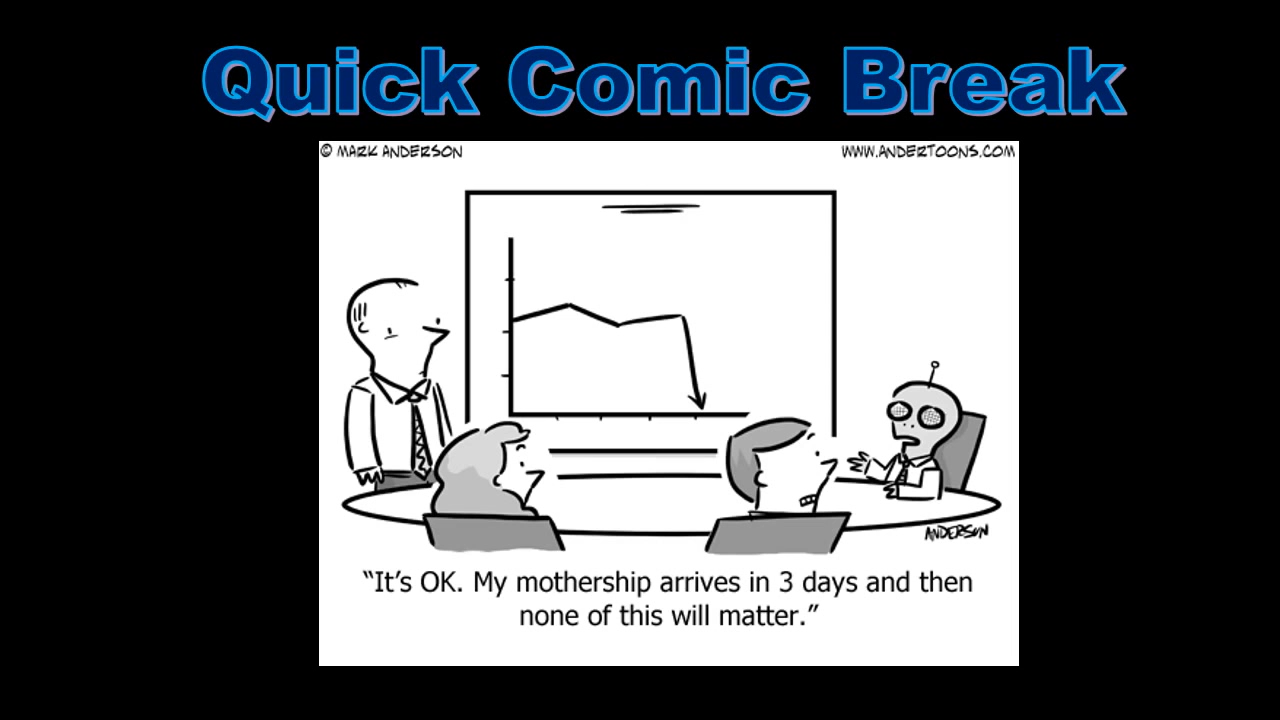 Quick Comic Break
© MARK ANDERSON
WWW.ANDERTOONS.COM
ANDERSON
“It’s OK. My mothership arrives in 3 days and then
none of this will matter.”